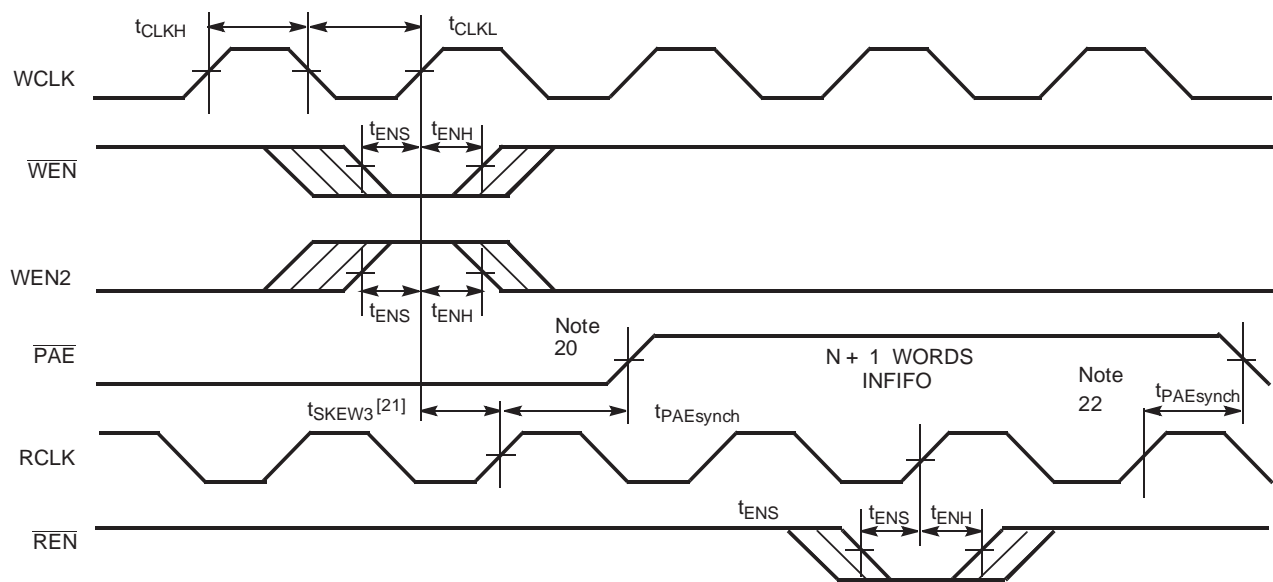 tCLKH
tCLKL
WCLK
tENS
tENH
WEN
WEN2
tENS
tENH
Note
20
PAE
N + 1 WORDS
INFIFO
Note
22
tPAEsynch
tSKEW3 [21]
tPAEsynch
RCLK
tENS
tENS
tENH
REN